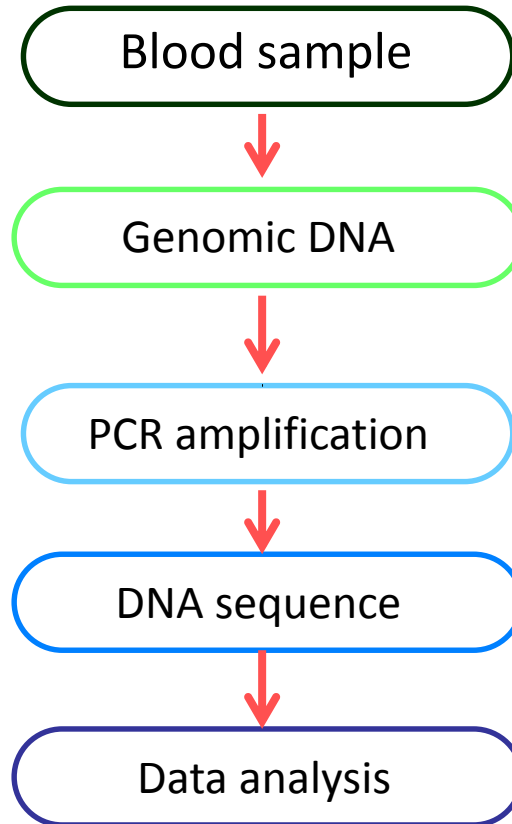 Blood sample
Genomic DNA
PCR amplification
DNA sequence
Data analysis